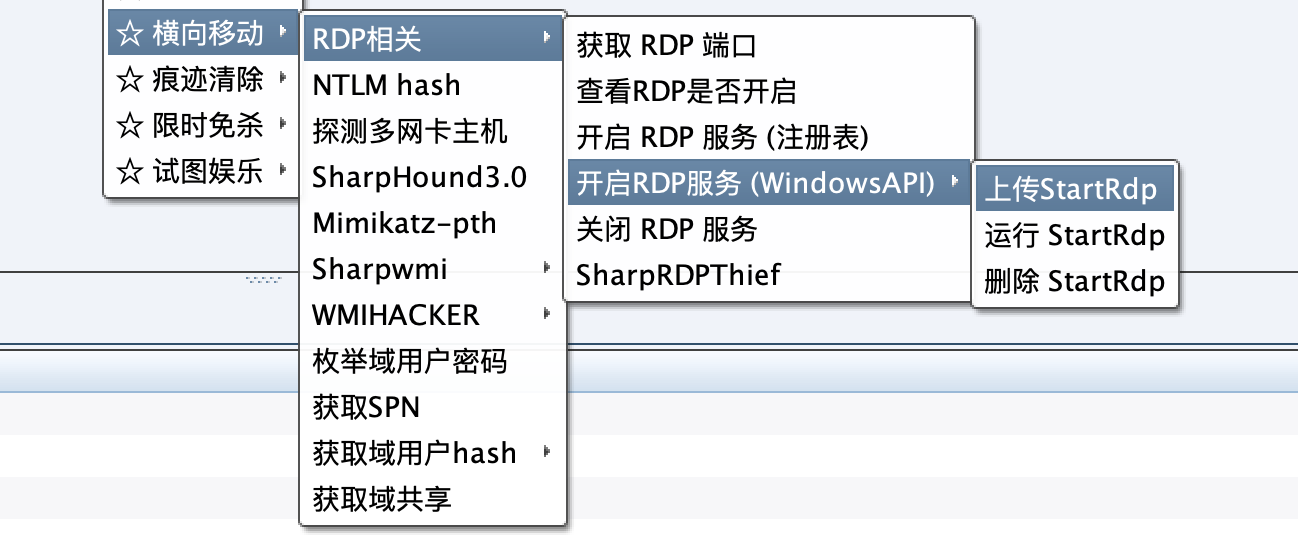 ☆ 横向移动
☆ 痕迹清除
☆ 限时免杀
☆ 试图娱乐
RDP相关
NTLM hash
探测多网卡主机
SharpHound3.0
Mimikatz-pth
Sharpwmi
WMIHACKER
枚举域用户密码
获取SPN
获取域用户hash
获取域共享
获取 RDP 端口
查看RDP是否开启
开启 RDP 服务 (注册表)
开启RDP服务 (WindowsAPI)
关闭 RDP 服务
SharpRDPThief
上传StartRdp
运行 StartRdp
删除 StartRdp